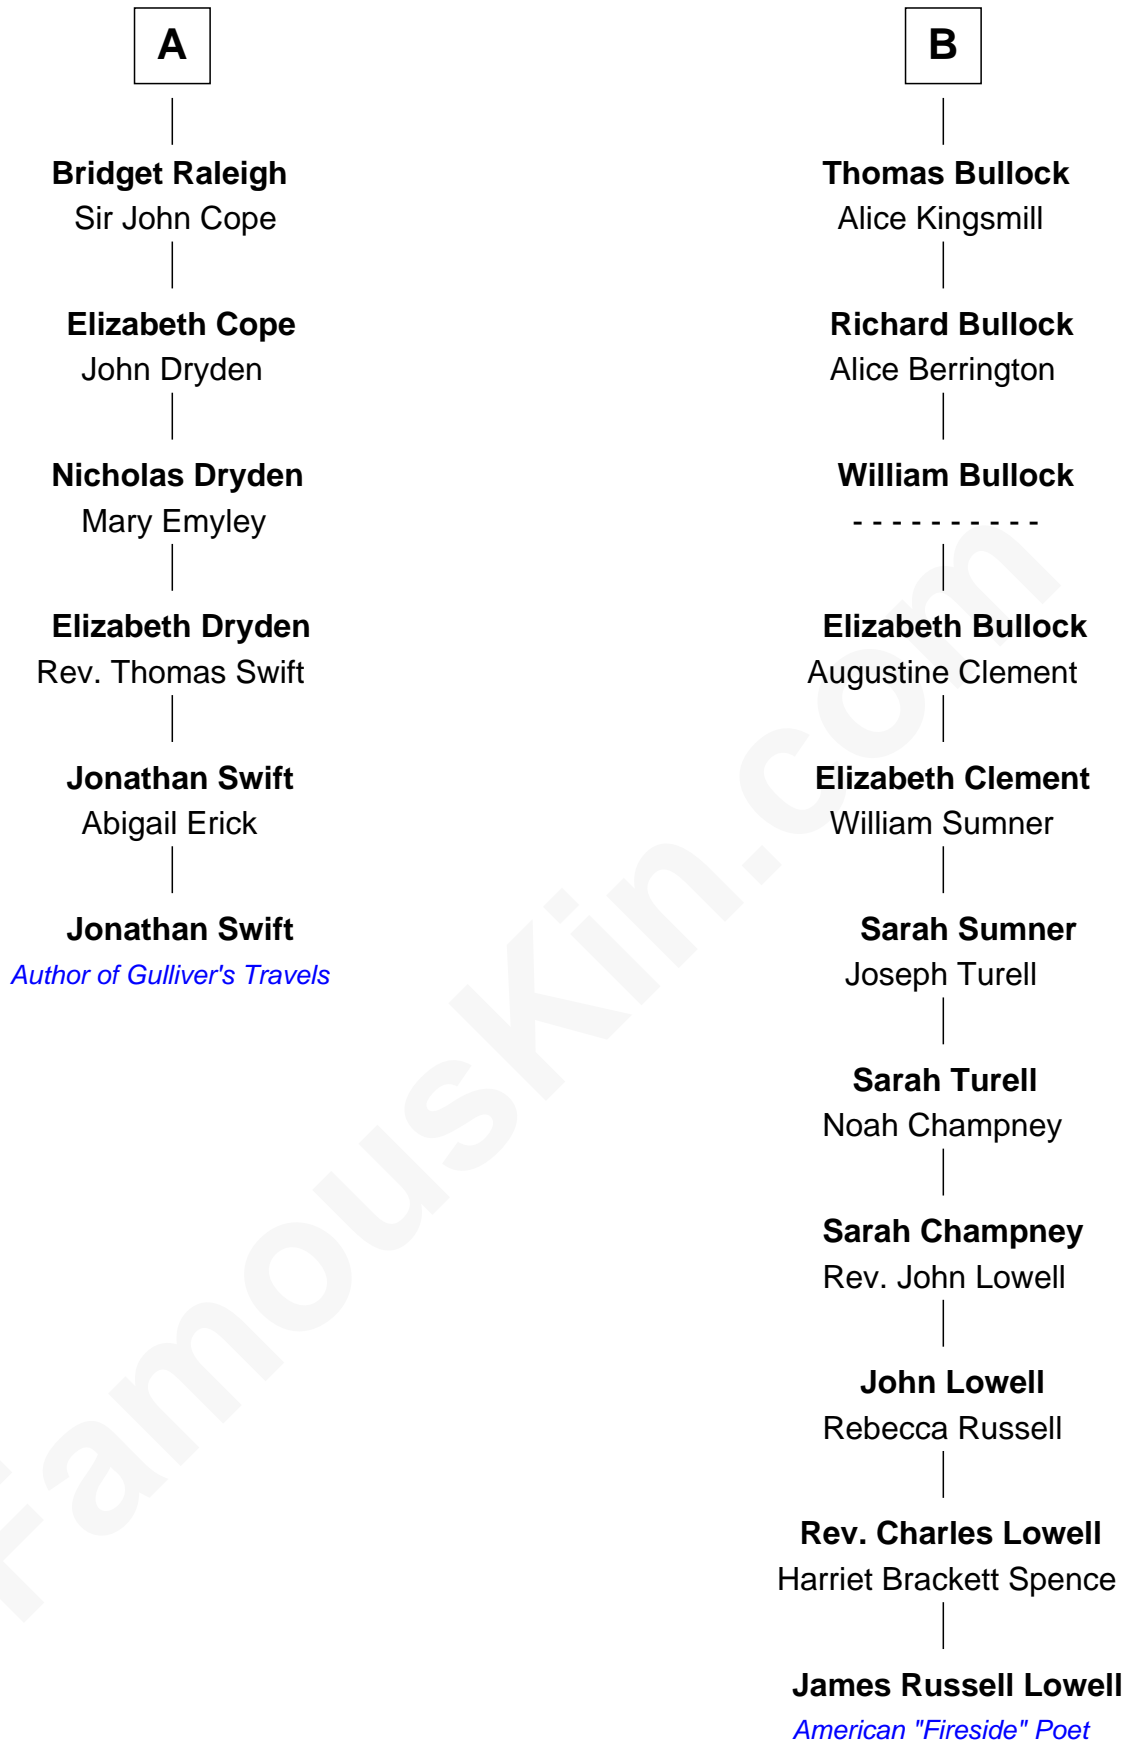 A
Bridget Raleigh
Sir John Cope
Elizabeth Cope
John Dryden
Nicholas Dryden
Mary Emyley
Elizabeth Dryden
Rev. Thomas Swift
Jonathan Swift
Abigail Erick
Jonathan Swift
Author of Gulliver's Travels
B
Thomas Bullock
Alice Kingsmill
Richard Bullock
Alice Berrington
William Bullock
- - - - - - - - - -
Elizabeth Bullock
Augustine Clement
Elizabeth Clement
William Sumner
Sarah Sumner
Joseph Turell
Sarah Turell
Noah Champney
Sarah Champney
Rev. John Lowell
John Lowell
Rebecca Russell
Rev. Charles Lowell
Harriet Brackett Spence
James Russell Lowell
American "Fireside" Poet
FamousKin.com